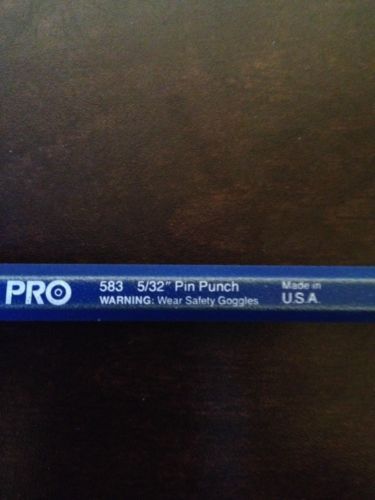 PRO
583 5/32" Pin Punch
WARNING: Wear Safety Goggles
Made in
U.S.A.